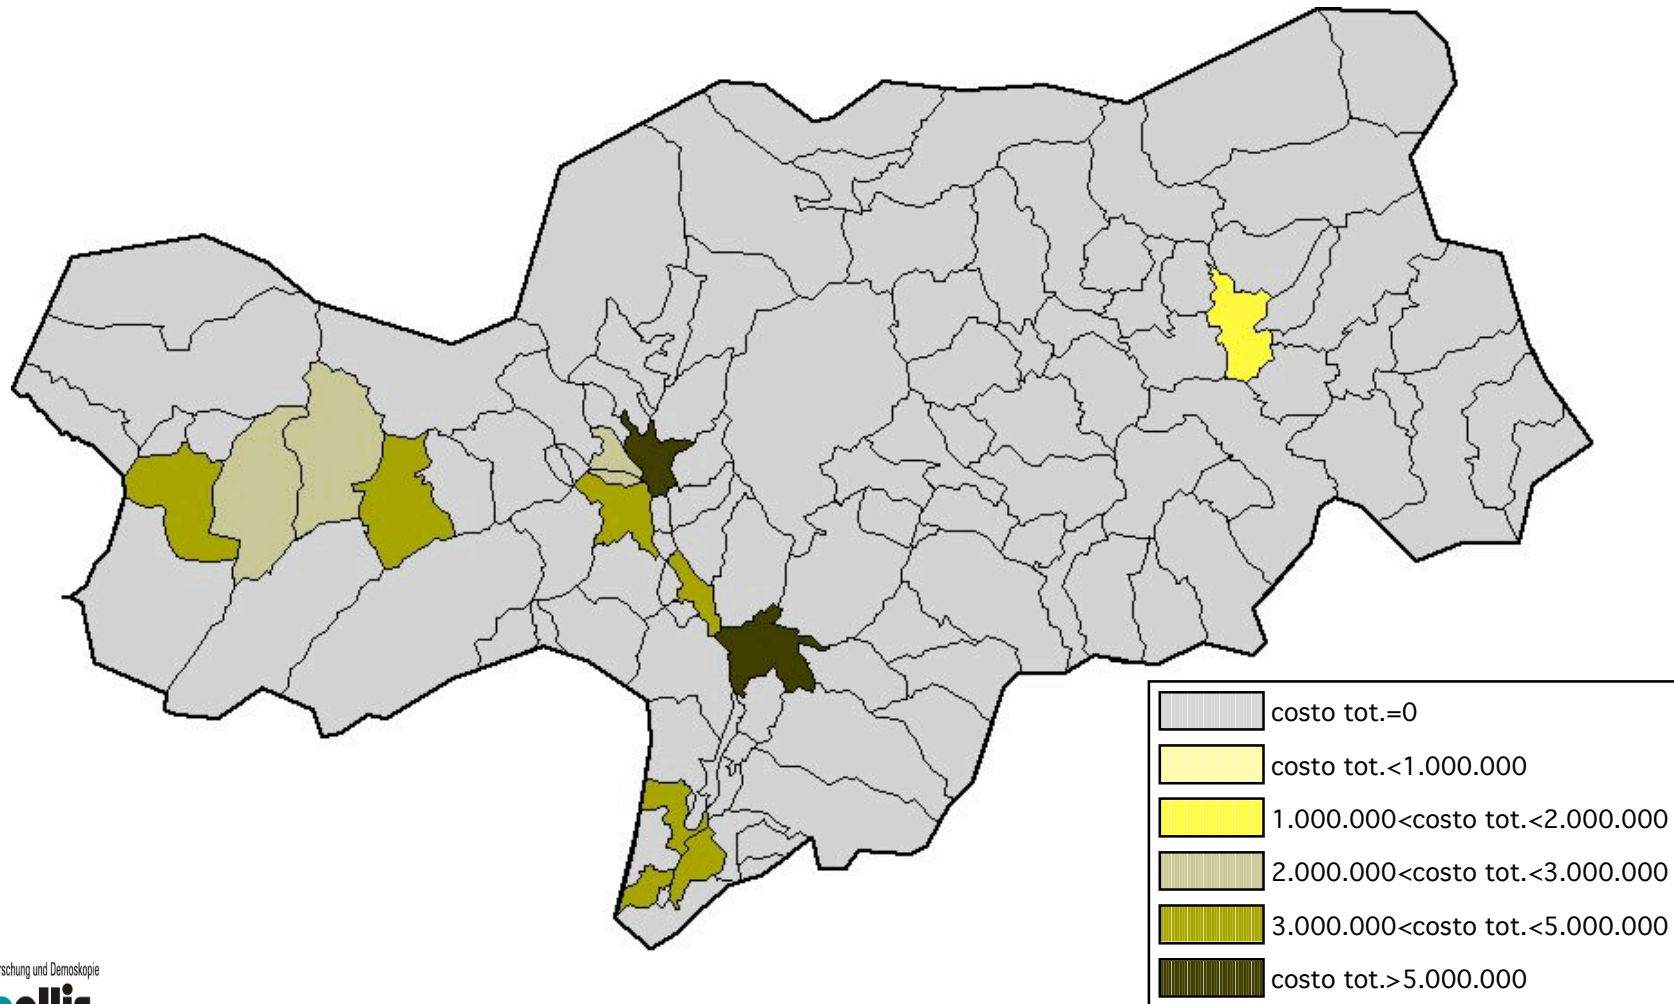 costo tot.=0
costo tot.<1.000.000
1.000.000<costo tot.<2.000.000
2.000.000<costo tot.<3.000.000
3.000.000<costo tot.<5.000.000
costo tot.>5.000.000
rschung und Demoskopie
ollis